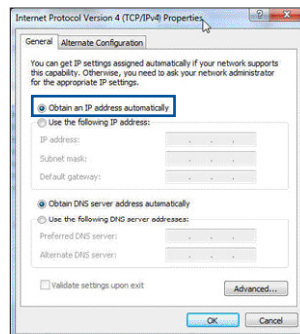 Internet Protocol Version 4 (TCP/IPv4) Properties
General
Alternate Configuration
You can get IP settings assigned automatically if your network supports
this capability. Otherwise, you need to ask your network administrator
for the appropriate IP settings.
Obtain an IP address automatically
Use the following IP address:
IP address:
Subnet mask:
Default gateway:
Obtain DNS server address automatically
Use the following DNS server addresses:
Preferred DNS server:
Alternate DNS server:
Validate settings upon exit
Advanced...
OK
Cancel